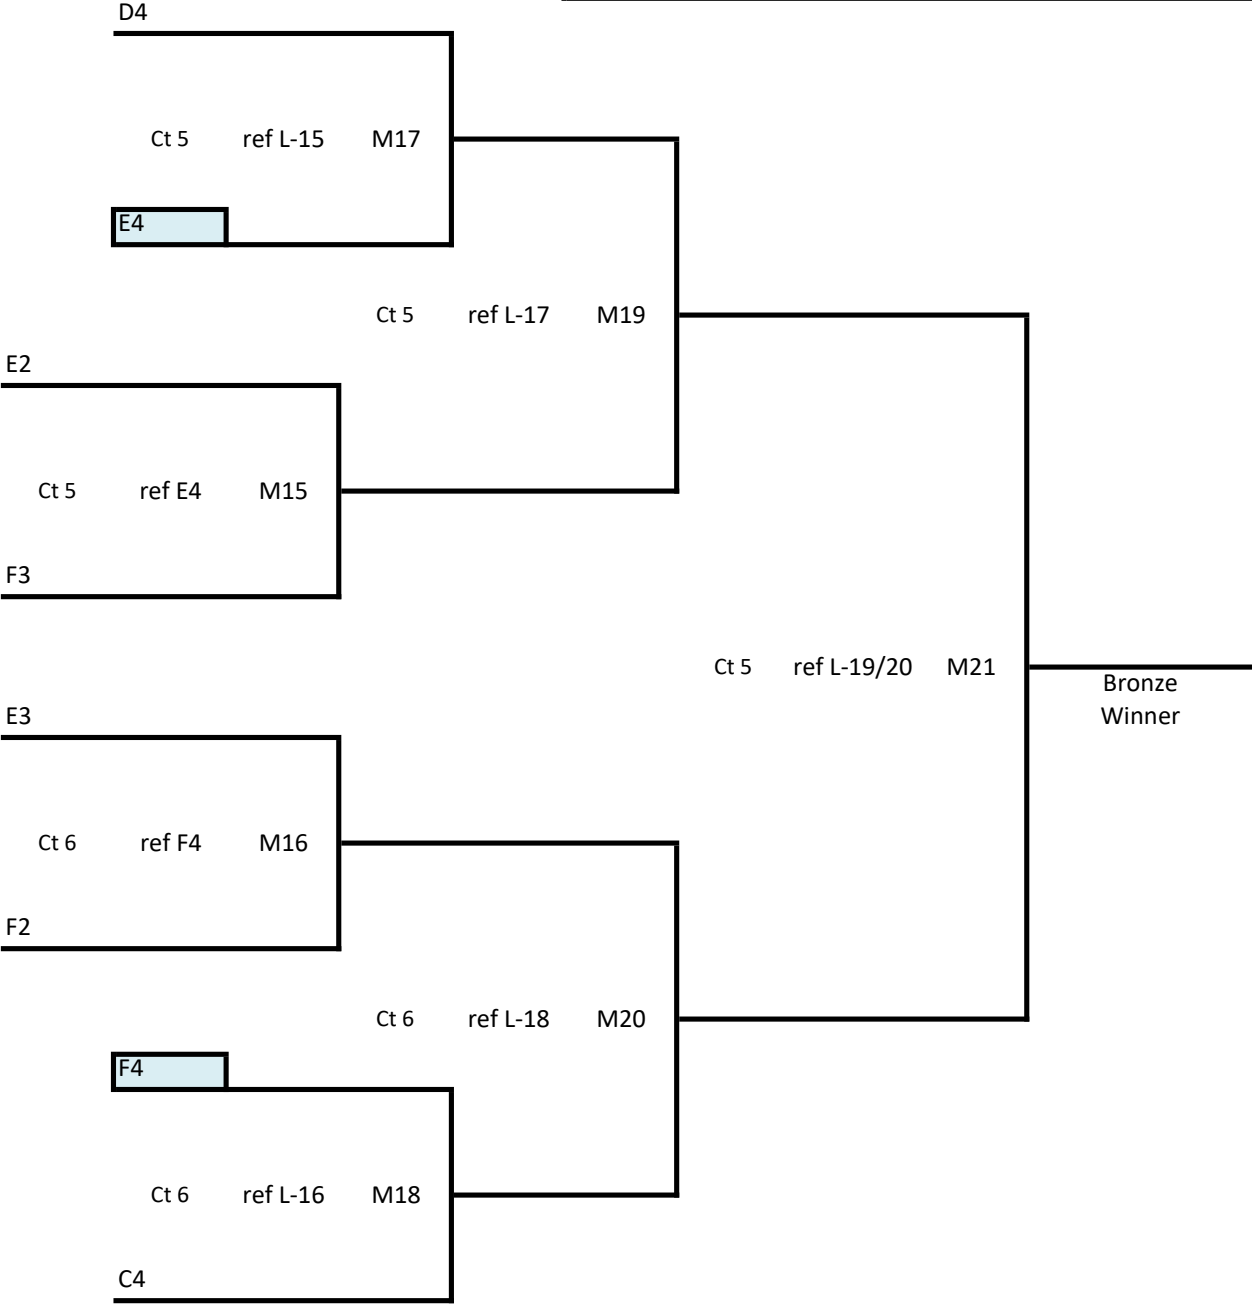 D4
Ct 5 ref L-15 M17
E4
Ct 5 ref L-17 M19
E2
Ct 5 ref E4 M15
F3
Ct 5 ref L-19/20 M21
Bronze
Winner
E3
Ct 6 ref F4 M16
F2
Ct 6 ref L-18 M20
F4
Ct 6 ref L-16 M18
C4